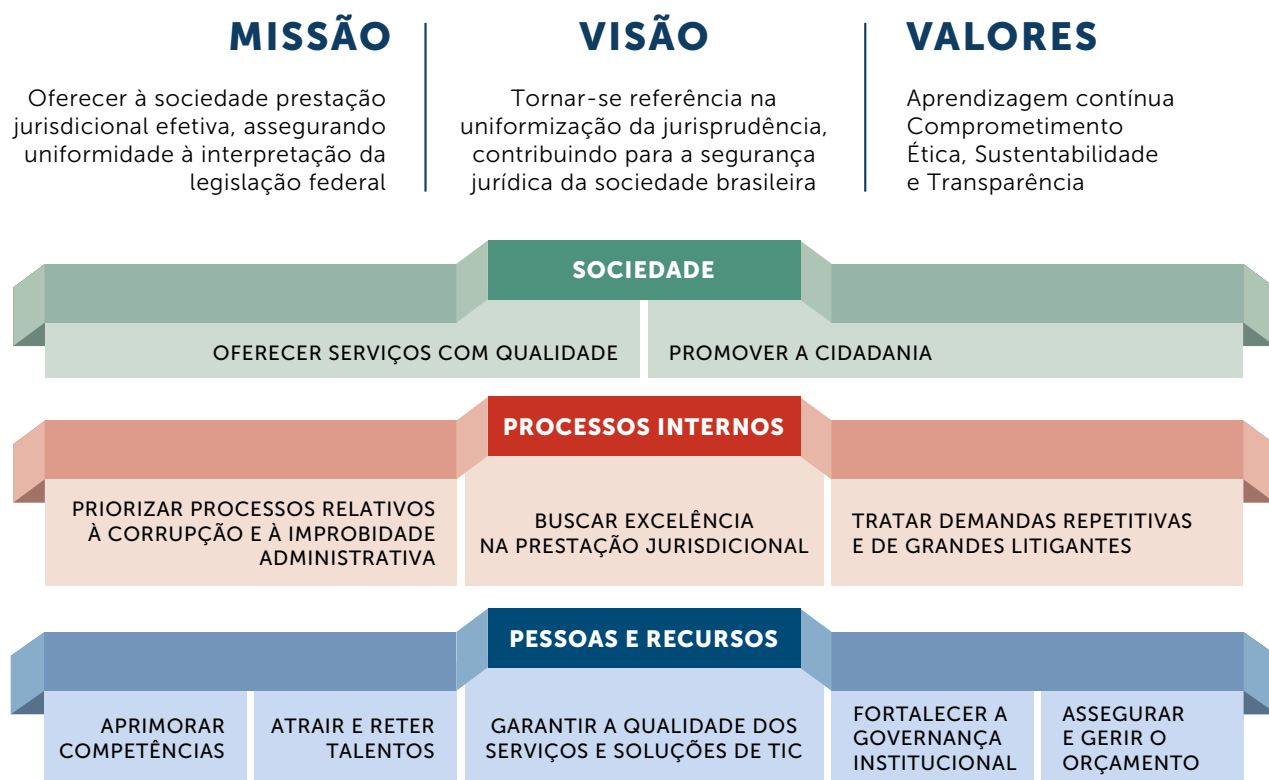 MISSÃO
Oferecer à sociedade prestação
jurisdicional efetiva, assegurando
uniformidade à interpretação da
legislação federal
VISÃO
Tornar-se referência na
uniformização da jurisprudência,
contribuindo para a segurança
jurídica da sociedade brasileira
VALORES
Aprendizagem contínua
Comprometimento
Ética, Sustentabilidade
e Transparência
SOCIEDADE
OFERECER SERVIÇOS COM QUALIDADE
PROMOVER A CIDADANIA
PROCESSOS INTERNOS
PRIORIZAR PROCESSOS RELATIVOS
À CORRUPÇÃO E À IMPROBIDADE
ADMINISTRATIVA
BUSCAR EXCELÊNCIA
NA PRESTAÇÃO JURISDICIONAL
TRATAR DEMANDAS REPETITIVAS
E DE GRANDES LITIGANTES
PESSOAS E RECURSOS
APRIMORAR
COMPETÊNCIAS
ATRAIR E RETER
TALENTOS
GARANTIR A QUALIDADE DOS
SERVIÇOS E SOLUÇÕES DE TIC
FORTALECER A
GOVERNANÇA
INSTITUCIONAL
ASSEGURAR
E GERIR O
ORÇAMENTO